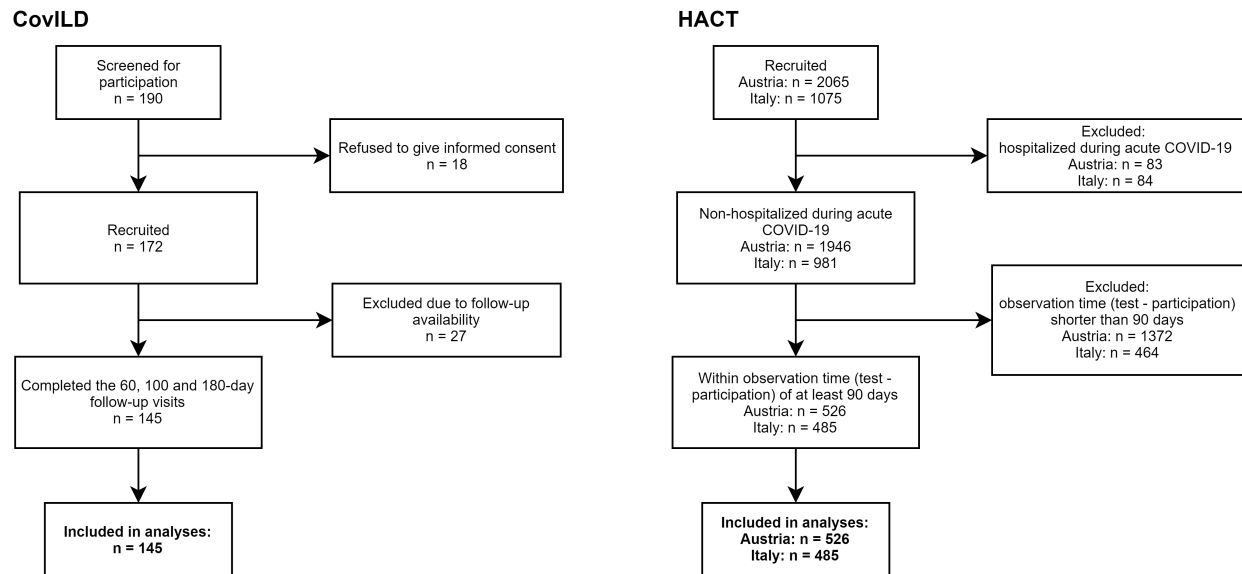 CovILD
Screened for
participation
n = 190
Refused to give informed consent
n = 18
Recruited
n = 172
Excluded due to follow-up
availability
n = 27
Completed the 60, 100 and 180-day
follow-up visits
n = 145
Included in analyses:
n = 145
HACT
Recruited
Austria: n = 2065
Italy: n = 1075
Excluded:
hospitalized during acute COVID-19
Austria: n = 83
Italy: n = 84
Non-hospitalized during acute
COVID-19
Austria: n = 1946
Italy: n = 981
Excluded:
observation time (test - participation)
shorter than 90 days
Austria: n = 1372
Italy: n = 464
Within observation time (test -
participation) of at least 90 days
Austria: n = 526
Italy: n = 485
Included in analyses:
Austria: n = 526
Italy: n = 485